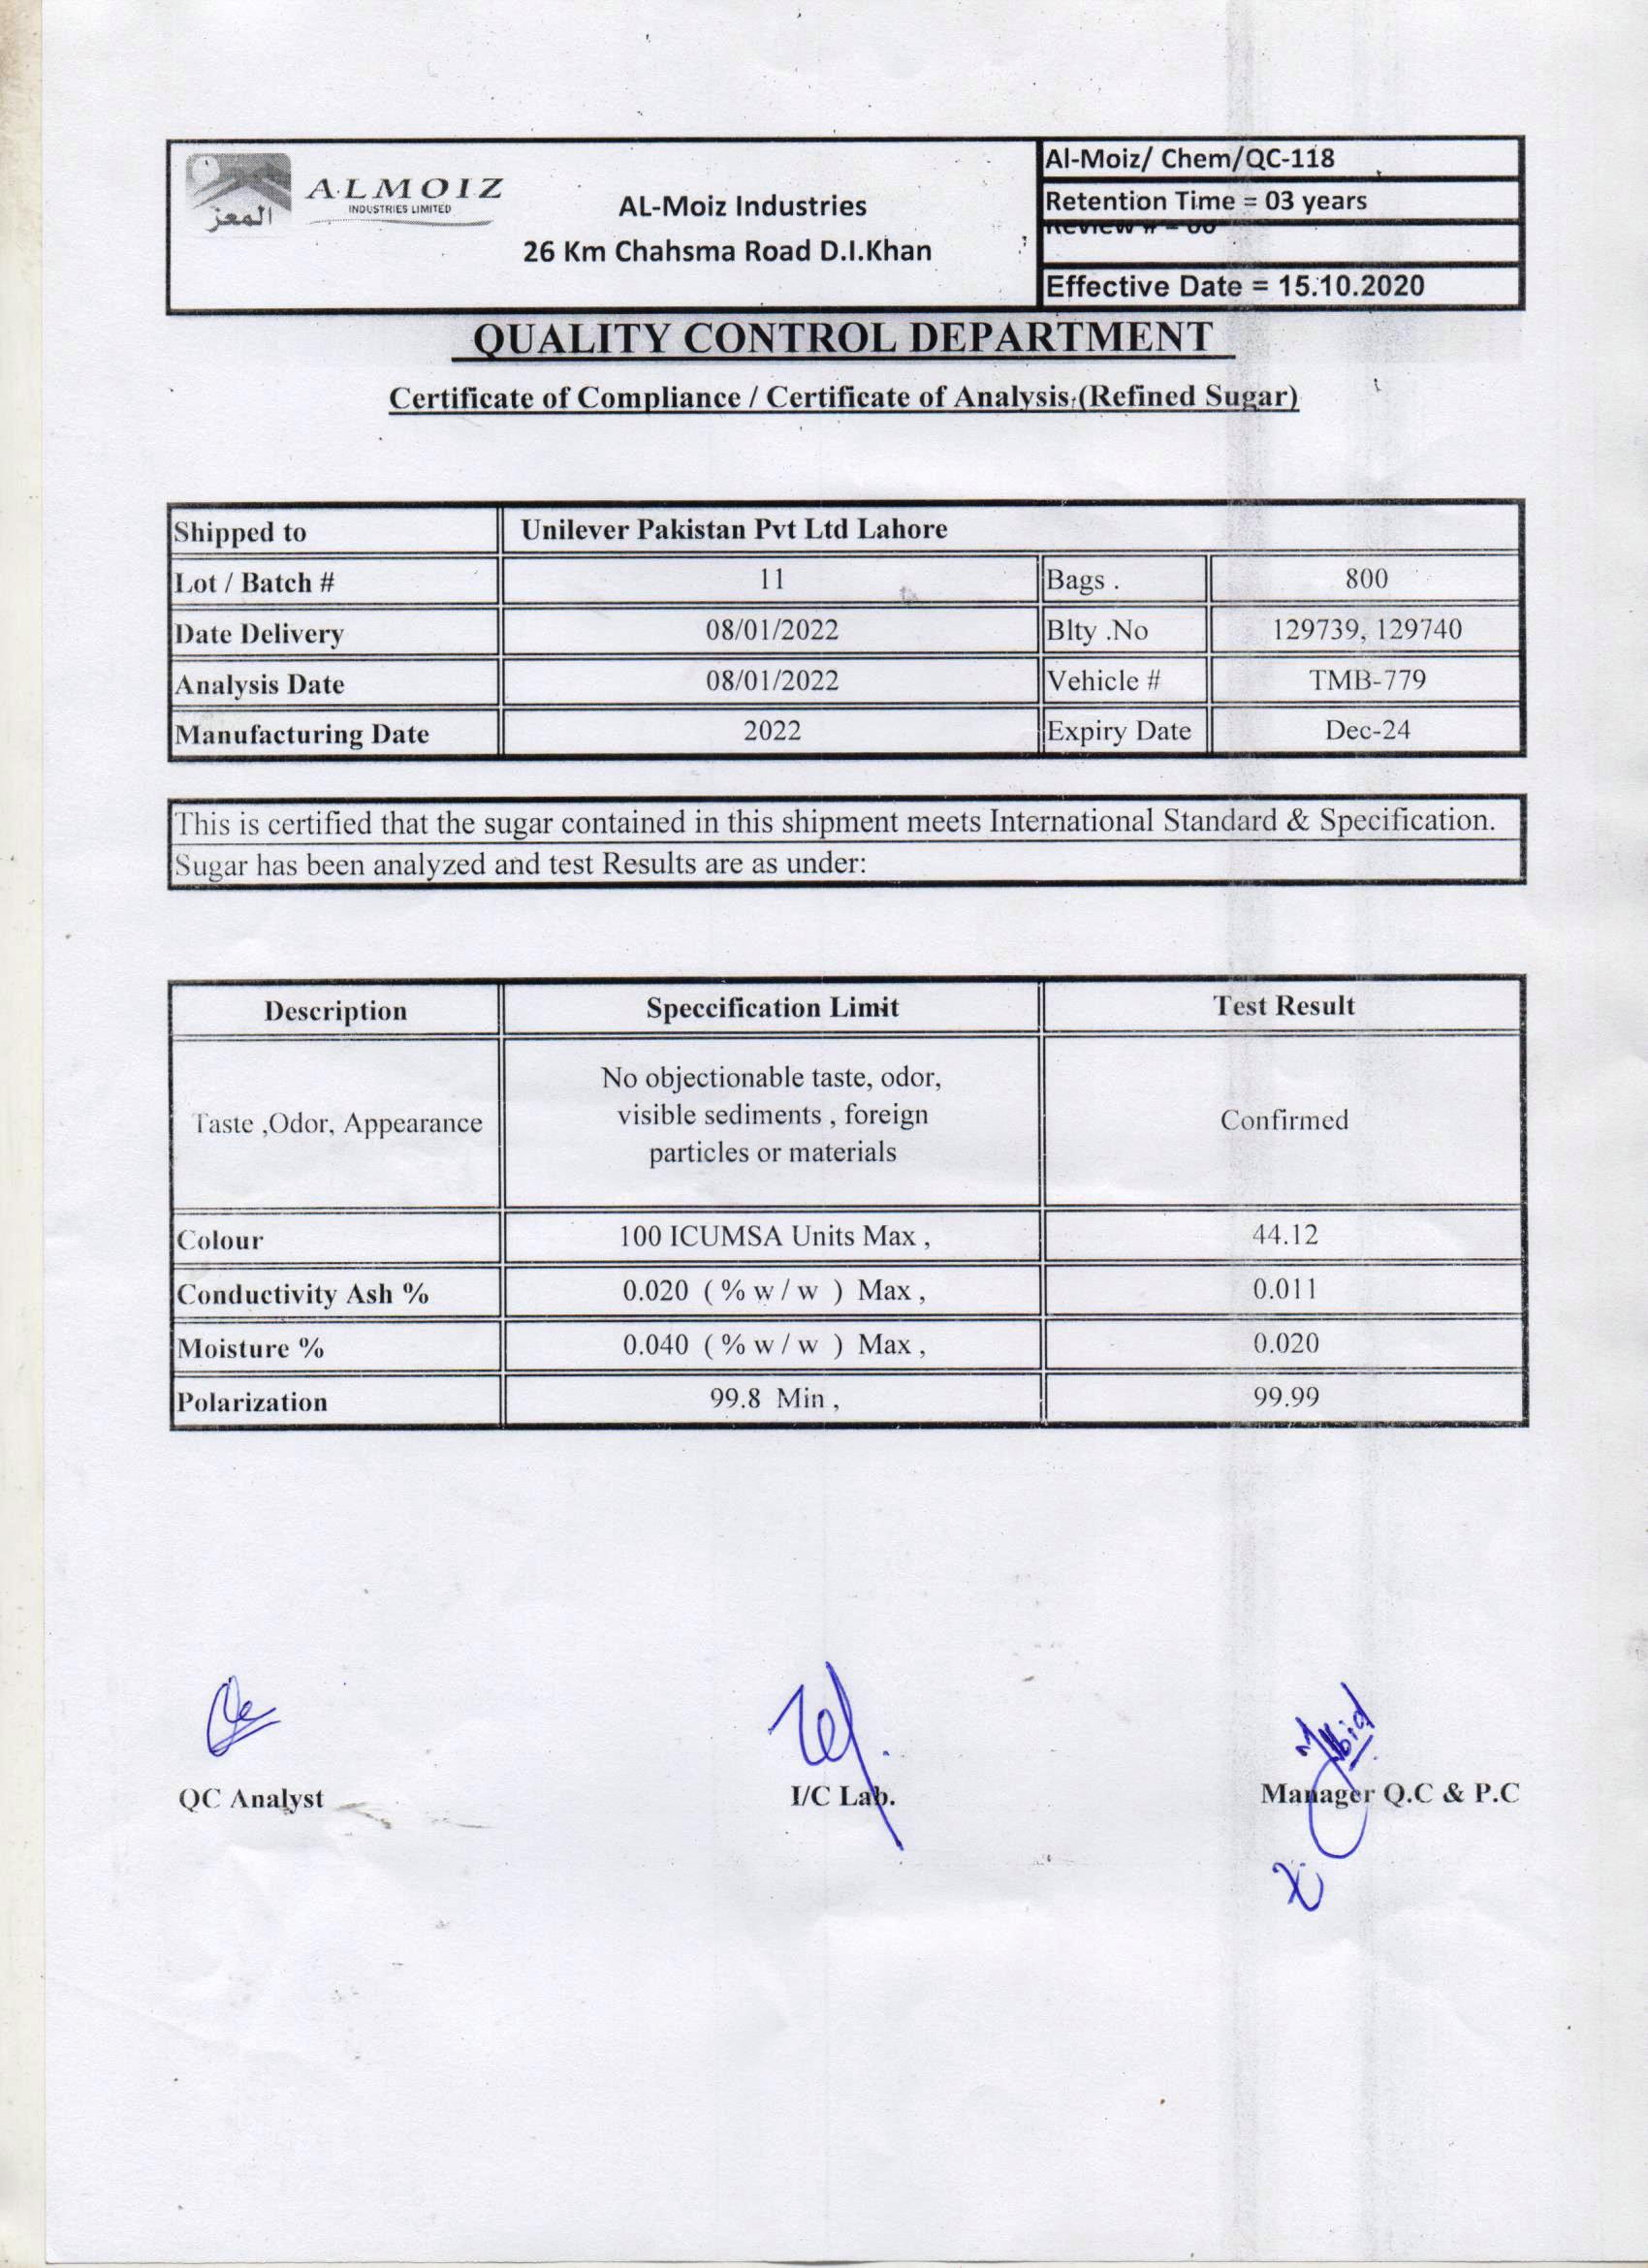 ALMOIZ
INDUSTRIES LIMITED
المعز
AL-Moiz Industries
26 Km Chahsma Road D.I.Khan
Al-Moiz/ Chem/QC-118
Retention Time = 03 years
Review # = 00
Effective Date = 15.10.2020
QUALITY CONTROL DEPARTMENT
Certificate of Compliance / Certificate of Analysis (Refined Sugar)
Shipped to Unilever Pakistan Pvt Ltd Lahore
Lot / Batch # 11 Bags . 800
Date Delivery 08/01/2022 Blty .No 129739, 129740
Analysis Date 08/01/2022 Vehicle # TMB-779
Manufacturing Date 2022 Expiry Date Dec-24
This is certified that the sugar contained in this shipment meets International Standard & Specification.
Sugar has been analyzed and test Results are as under:
Description Speccification Limit Test Result
No objectionable taste, odor,
visible sediments , foreign
Taste ,Odor, Appearance Confirmed
particles or materials
Colour 100 ICUMSA Units Max , 44.12
Conductivity Ash % 0.020 ( % w / w ) Max , 0.011
Moisture % 0.040 ( % w / w ) Max , 0.020
Polarization 99.8 Min , 99.99
QC Analyst I/C Lab. Manager Q.C & P.C